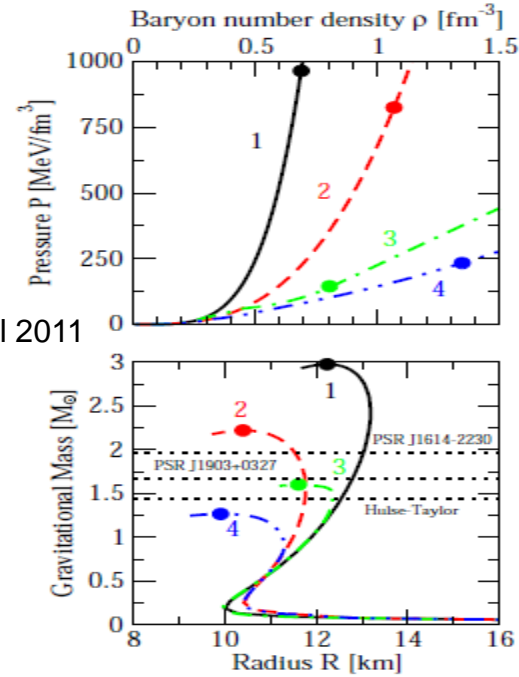 Baryon number density ρ [fm⁻³]
0 0.5 1 1.5
Pressure P [MeV/fm³]
1000
750
500
250
0
1
2
3
4
l 2011
Gravitational Mass [M⊙]
3
2.5
2
1.5
1
0.5
0
1
2
3
4
PSR J1614-2230
PSR J1903+0327
Hulse-Taylor
8 10 12 14 16
Radius R [km]